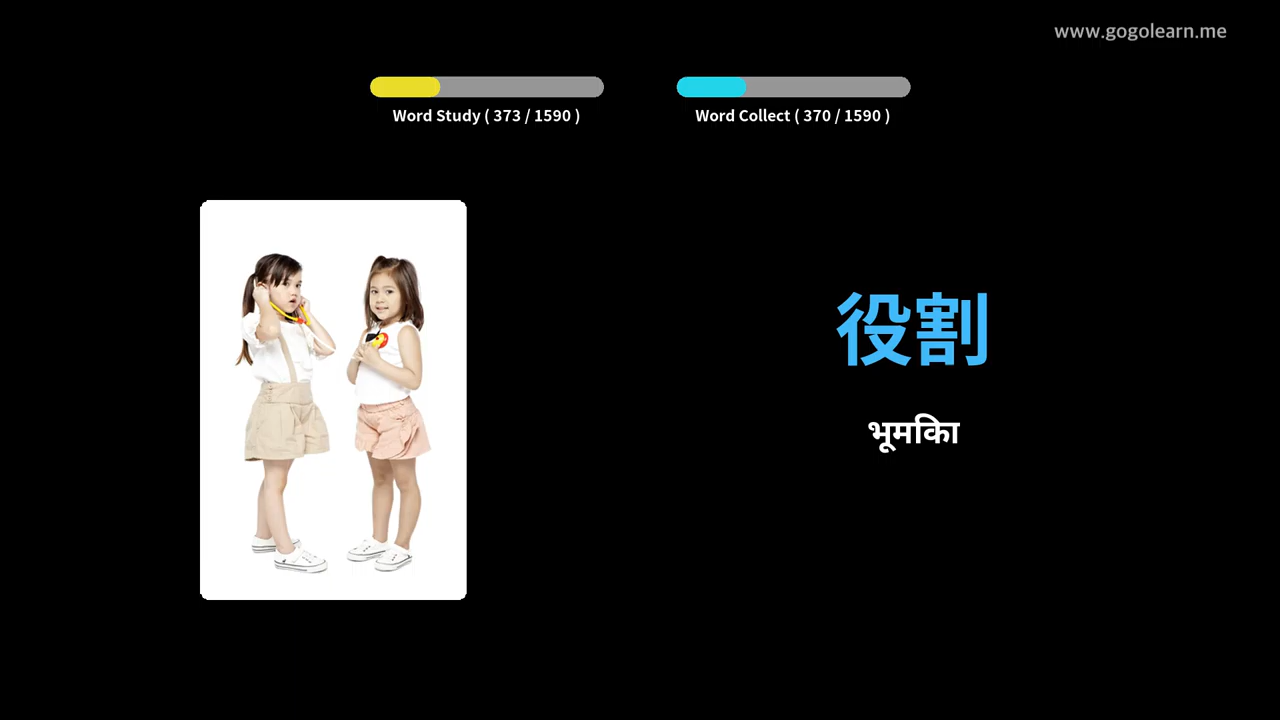 www.gogolearn.me
Word Study ( 373 / 1590 )
Word Collect ( 370 / 1590 )
役割
भूमिका